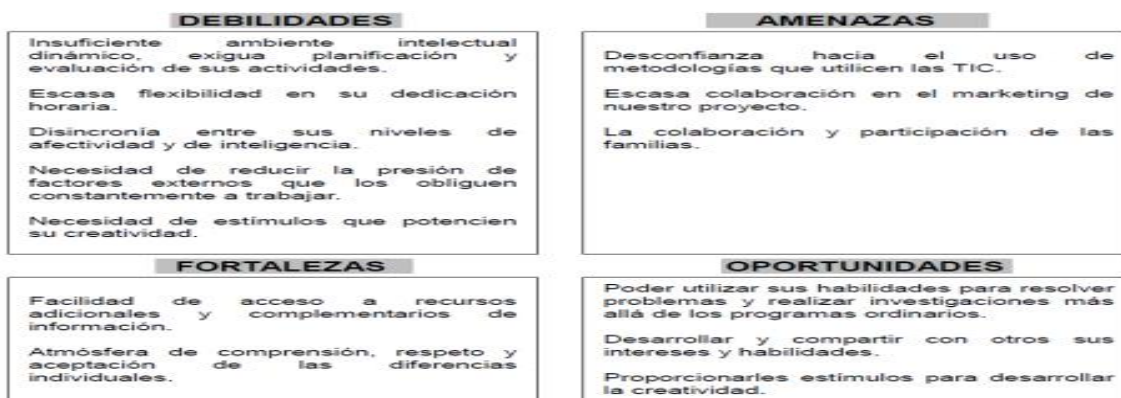 DEBILIDADES
Insuficiente ambiente intelectual
dinámico, exigua planificación y
evaluación de sus actividades.
Escasa flexibilidad en su dedicación
horaria.
Disincronía entre sus niveles de
afectividad y de inteligencia.
Necesidad de reducir la presión de
factores externos que los obliguen
constantemente a trabajar.
Necesidad de estímulos que potencien
su creatividad.
AMENAZAS
Desconfianza hacia el uso de
metodologías que utilicen las TIC.
Escasa colaboración en el marketing de
nuestro proyecto.
La colaboración y participación de las
familias.
FORTALEZAS
Facilidad de acceso a recursos
adicionales y complementarios de
información.
Atmósfera de comprensión, respeto y
aceptación de las diferencias
individuales.
OPORTUNIDADES
Poder utilizar sus habilidades para resolver
problemas y realizar investigaciones más
allá de los programas ordinarios.
Desarrollar y compartir con otros sus
intereses y habilidades.
Proporcionarles estímulos para desarrollar
la creatividad.